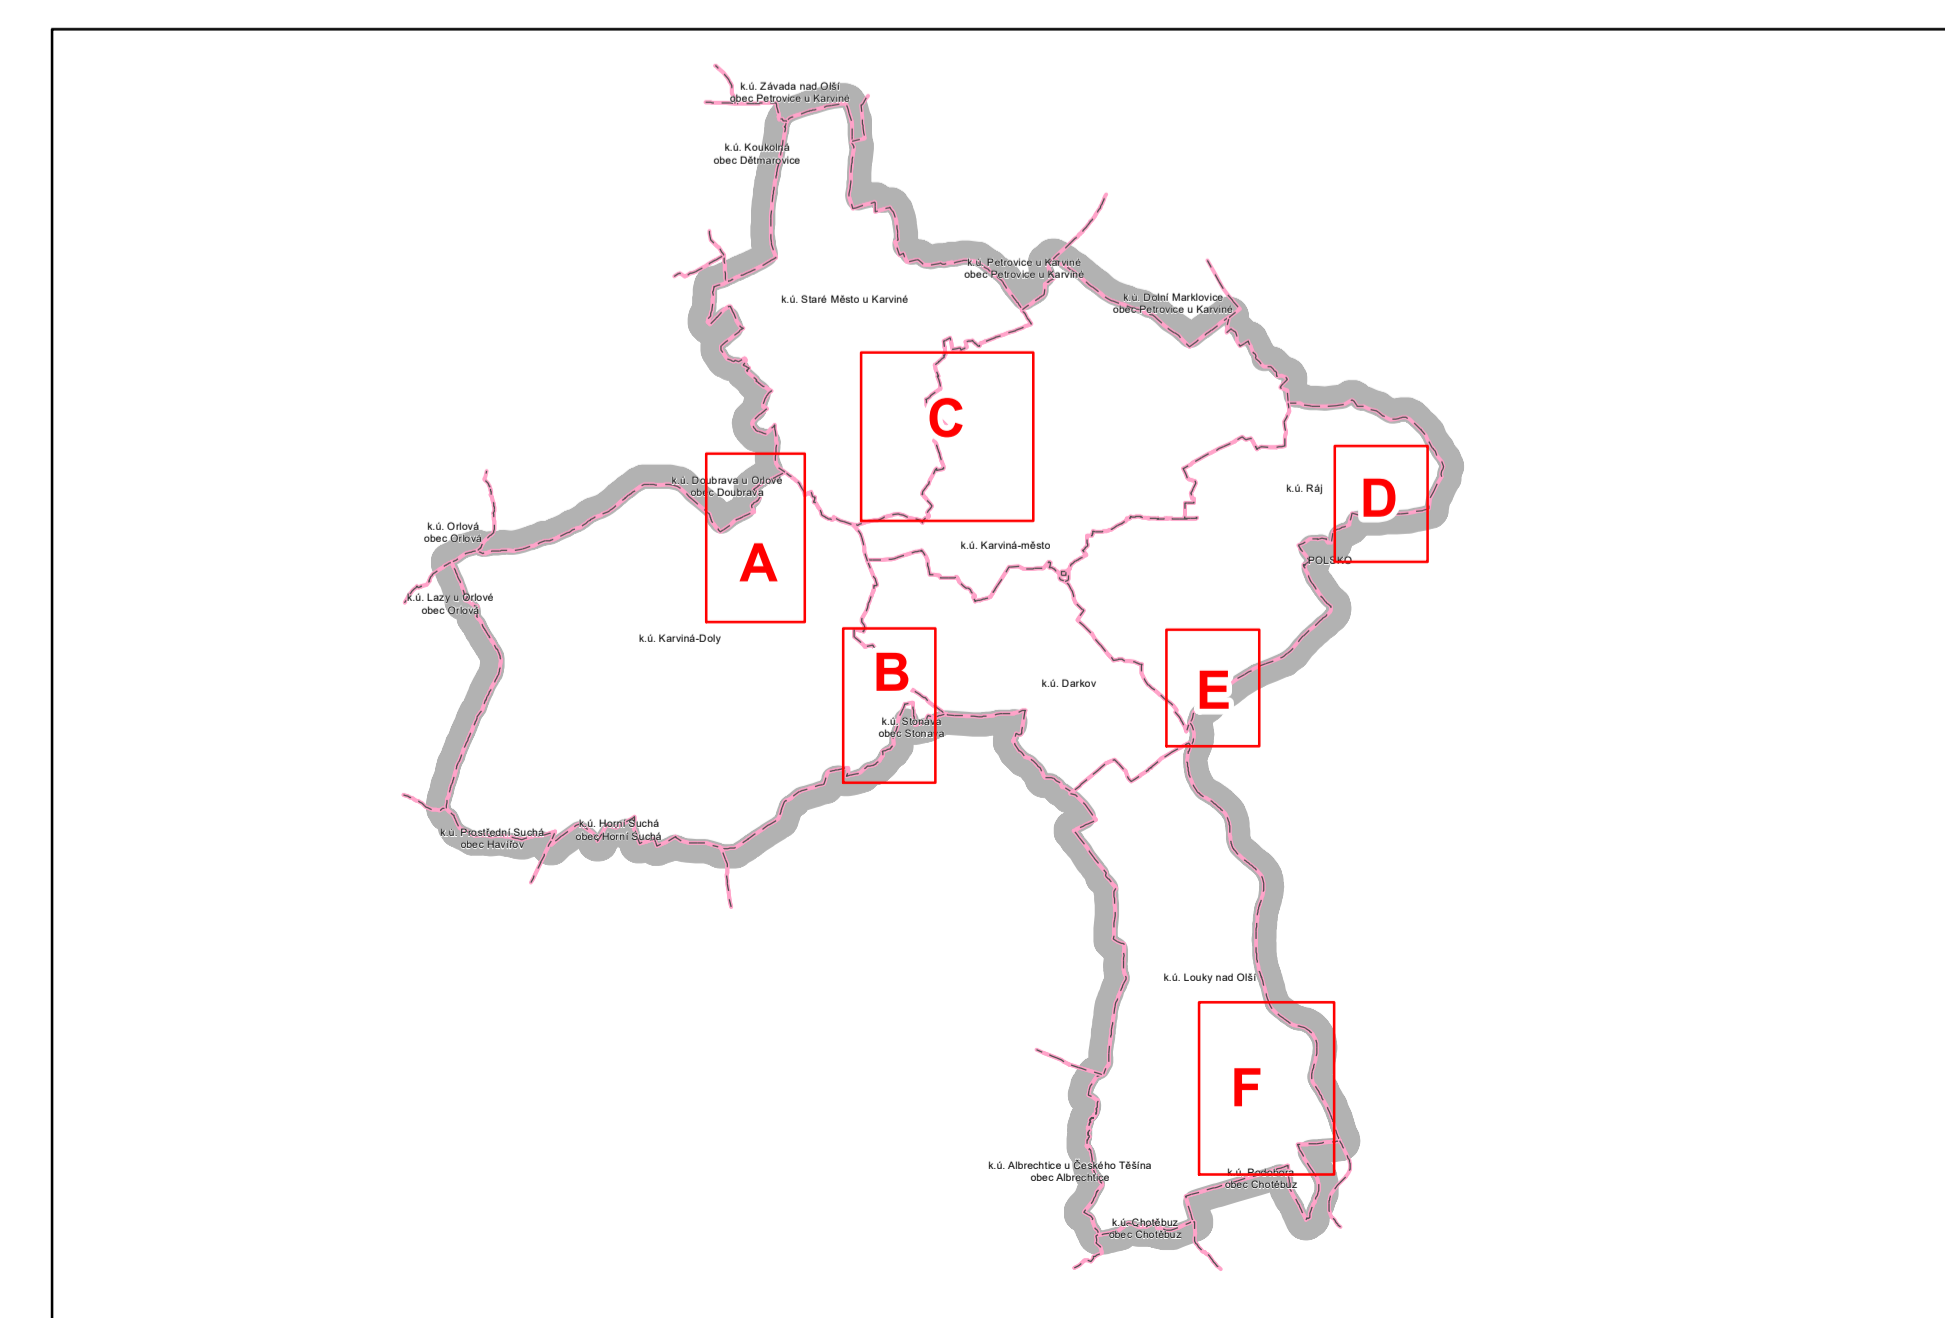 k.ú. Závada nad Olší
obec Petrovice u Karviné
k.ú. Koukolná
obec Dětmarovice
k.ú. Petrovice u Karviné
obec Petrovice u Karviné
k.ú. Staré Město u Karviné
k.ú. Dolní Marklovice
obec Petrovice u Karviné
C
k.ú. Doubrava u Orlové
obec Doubrava
k.ú. Ráj
D
k.ú. Orlová
obec Orlová
k.ú. Karviná-město
POLSKO
A
k.ú. Lazy u Orlové
obec Orlová
k.ú. Karviná-Doly
B
k.ú. Darkov
E
k.ú. Stonava
obec Stonava
k.ú. Prostřední Suchá
obec Havířov
k.ú. Horní Suchá
obec Horní Suchá
k.ú. Louky nad Olší
F
k.ú. Albrechtice u Českého Těšína
obec Albrechtice
k.ú. Podobora
obec Chotěbuz
k.ú. Chotěbuz
obec Chotěbuz